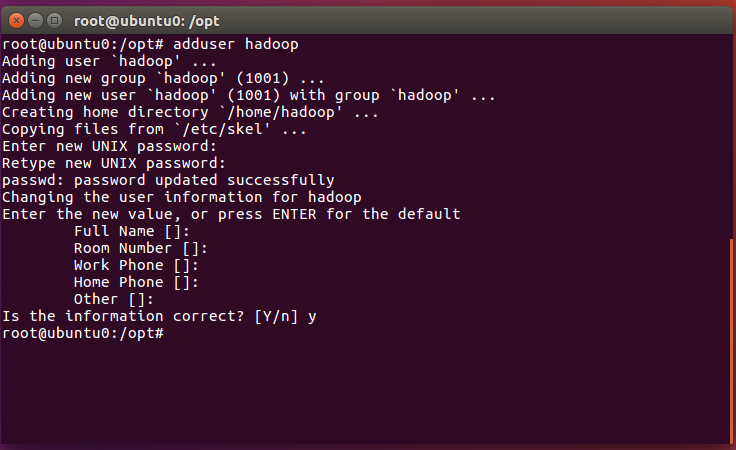 root@ubuntu0: /opt
root@ubuntu0:/opt# adduser hadoop
Adding user `hadoop' ...
Adding new group `hadoop' (1001) ...
Adding new user `hadoop' (1001) with group `hadoop' ...
Creating home directory `/home/hadoop' ...
Copying files from `/etc/skel' ...
Enter new UNIX password:
Retype new UNIX password:
passwd: password updated successfully
Changing the user information for hadoop
Enter the new value, or press ENTER for the default
        Full Name []:
        Room Number []:
        Work Phone []:
        Home Phone []:
        Other []:
Is the information correct? [Y/n] y
root@ubuntu0:/opt#